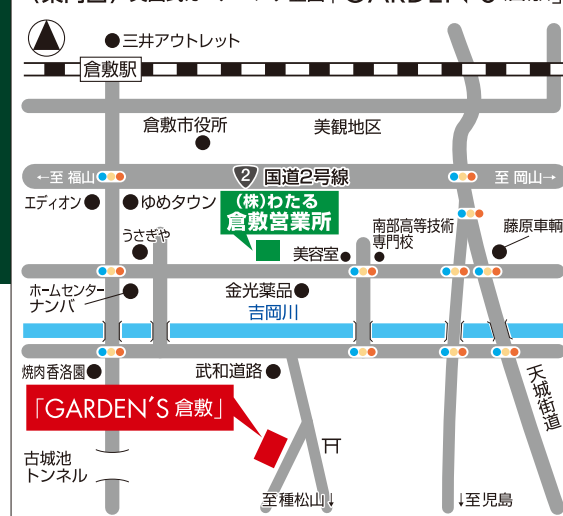 三井アウトレット
倉敷駅
倉敷市役所
美観地区
←至 福山
2
国道2号線
至 岡山→
エディオン
ゆめタウン
(株)わたる
倉敷営業所
うさぎや
美容室
南部高等技術
専門校
藤原車輌
ホームセンター
ナンバ
金光薬品
吉岡川
焼肉香洛園
武和道路
天城街道
「GARDEN'S 倉敷」
古城池
トンネル
至種松山↓
↓至児島